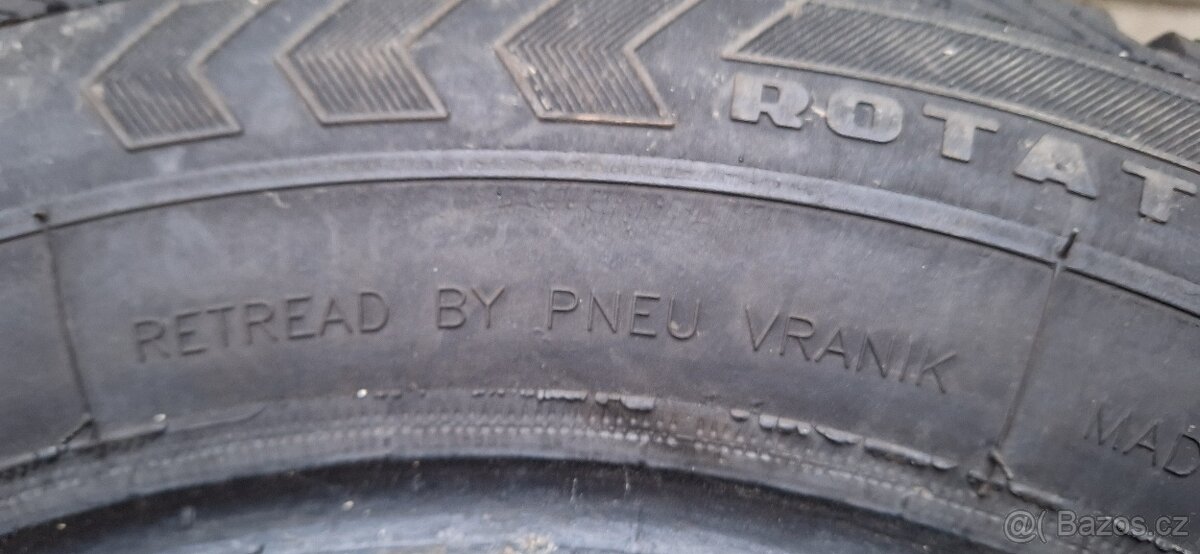 ROTAT
RETREAD BY PNEU VRANIK
MAD
@( Bazos.cz